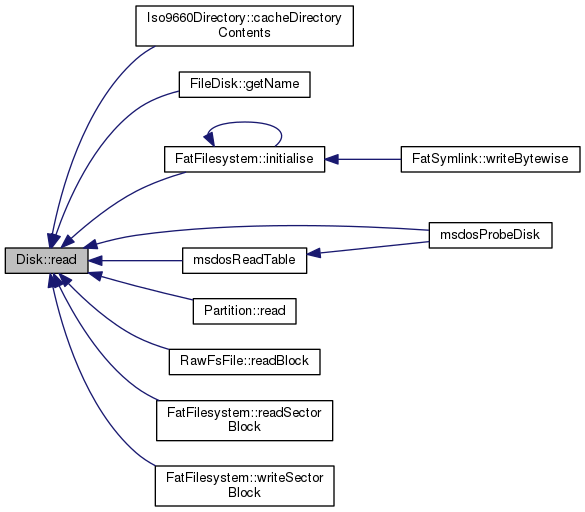 Iso9660Directory::cacheDirectory
Contents
FileDisk::getName
FatFilesystem::initialise
FatSymlink::writeBytewise
msdosProbeDisk
Disk::read
msdosReadTable
Partition::read
RawFsFile::readBlock
FatFilesystem::readSector
Block
FatFilesystem::writeSector
Block